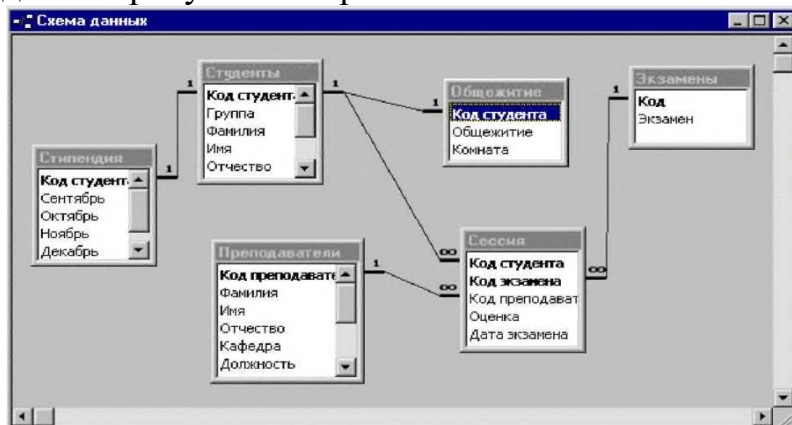 Схема данных
Студенты
Код студент.
Группа
Фамилия
Имя
Отчество
Стипендия
Код студент.
Сентябрь
Октябрь
Ноябрь
Декабрь
Общежитие
Код студента
Общежитие
Комната
Экзамены
Код
Экзамен
Преподаватели
Код преподавате
Фамилия
Имя
Отчество
Кафедра
Должность
Сессия
Код студента
Код экзамена
Код преподават
Оценка
Дата экзамена
1
1
1
1
1
∞
∞
∞